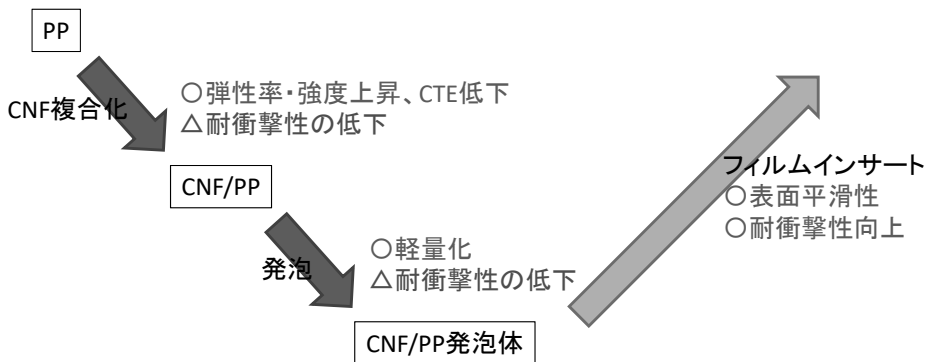 PP
CNF複合化
○弾性率・強度上昇、CTE低下
△耐衝撃性の低下
CNF/PP
発泡
○軽量化
△耐衝撃性の低下
CNF/PP発泡体
フィルムインサート
○表面平滑性
○耐衝撃性向上